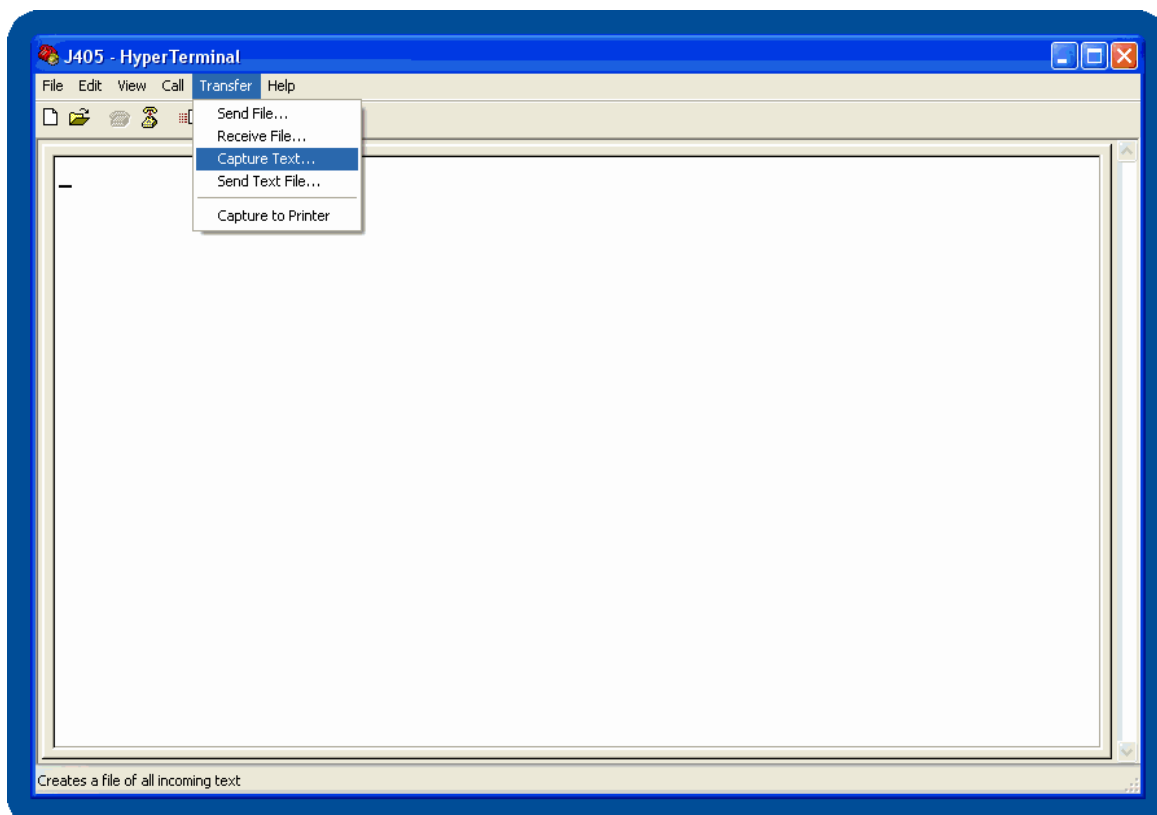 J405 - HyperTerminal
File Edit View Call Transfer Help
Send File...
Receive File...
Capture Text...
Send Text File...
Capture to Printer
Creates a file of all incoming text